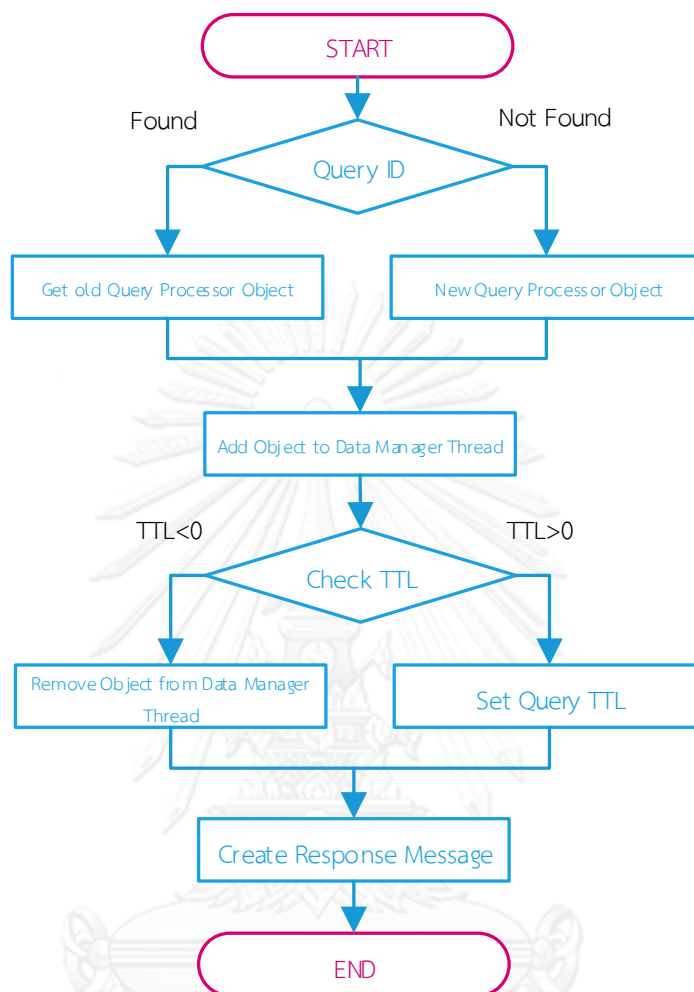 START
Found
Not Found
Query ID
Get old Query Processor Object
New Query Processor Object
Add Object to Data Manager Thread
TTL<0
TTL>0
Check TTL
Remove Object from Data Manager
Thread
Set Query TTL
Create Response Message
END